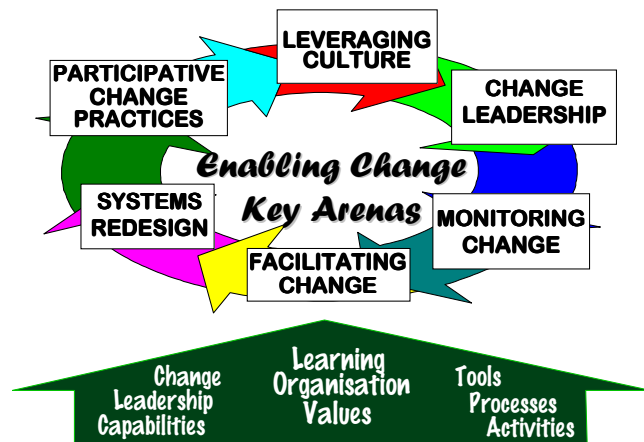 LEVERAGING
CULTURE
PARTICIPATIVE
CHANGE
PRACTICES
CHANGE
LEADERSHIP
Enabling Change
Key Arenas
SYSTEMS
REDESIGN
MONITORING
CHANGE
FACILITATING
CHANGE
Change
Leadership
Capabilities
Learning
Organisation
Values
Tools
Processes
Activities